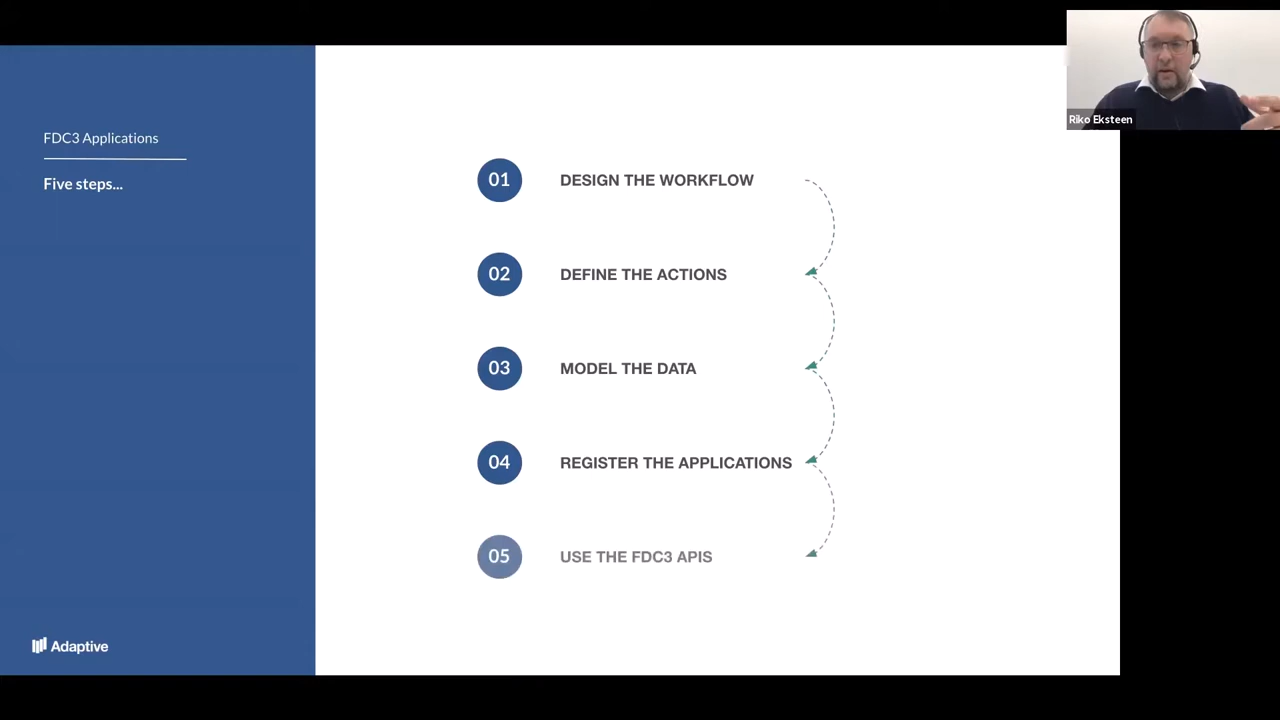 FDC3 Applications
Five steps...
01 DESIGN THE WORKFLOW
02 DEFINE THE ACTIONS
03 MODEL THE DATA
04 REGISTER THE APPLICATIONS
05 USE THE FDC3 APIS
Adaptive
Riko Eksteen